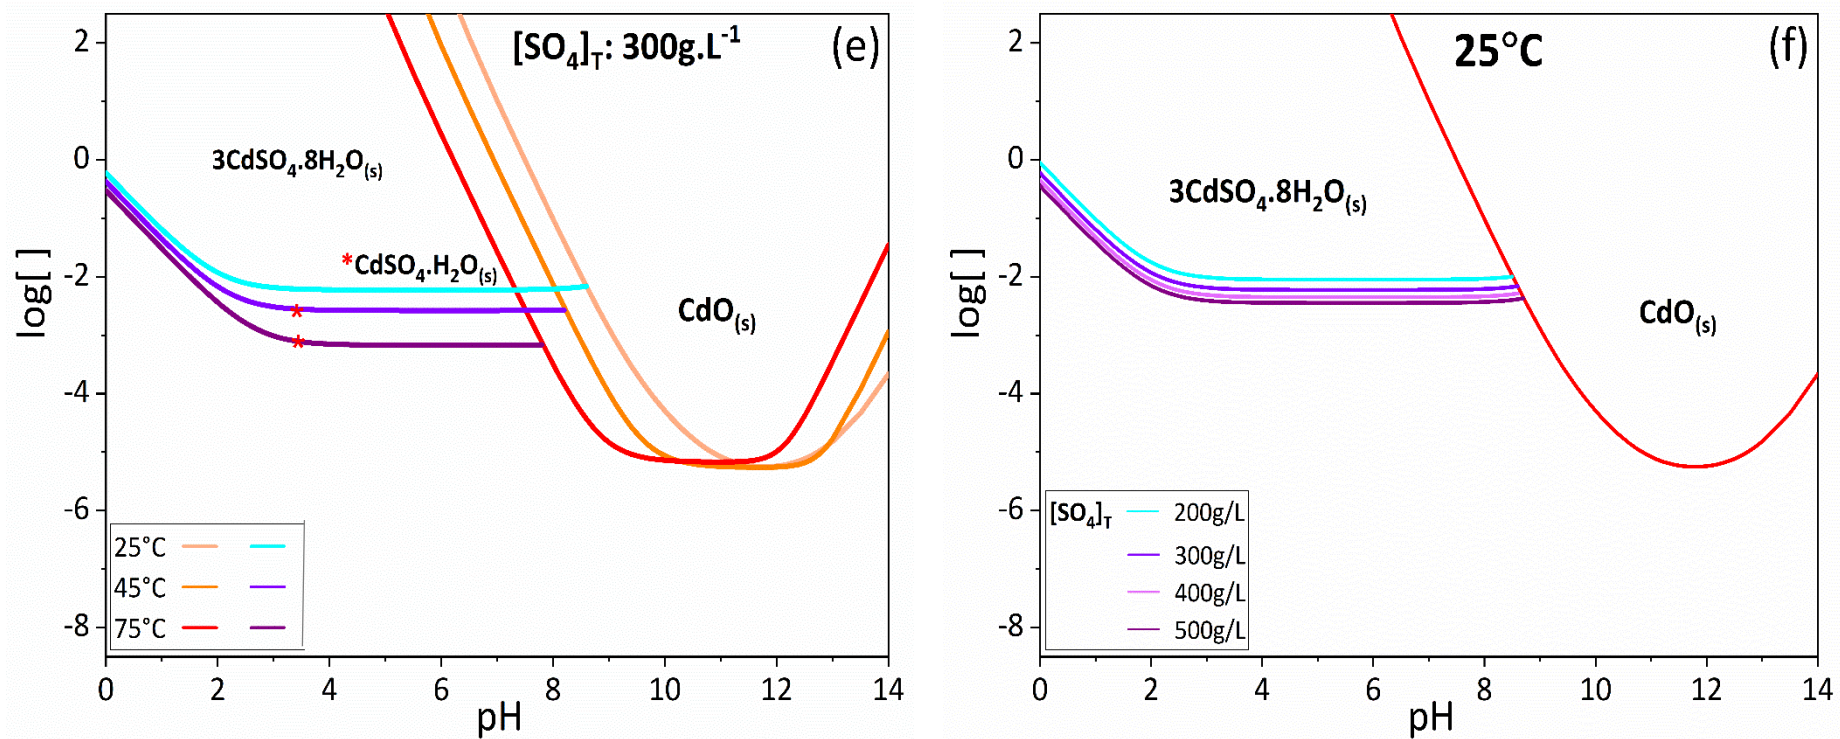 [SO₄]ₜ: 300g.L⁻¹
(e)
3CdSO₄.8H₂O₍ₛ₎
*CdSO₄.H₂O₍ₛ₎
CdO₍ₛ₎
log[ ]
2
0
-2
-4
-6
-8
25°C
45°C
75°C
0 2 4 6 8 10 12 14
pH
25°C
(f)
3CdSO₄.8H₂O₍ₛ₎
CdO₍ₛ₎
log[ ]
2
0
-2
-4
-6
-8
[SO₄]ₜ 200g/L
300g/L
400g/L
500g/L
0 2 4 6 8 10 12 14
pH